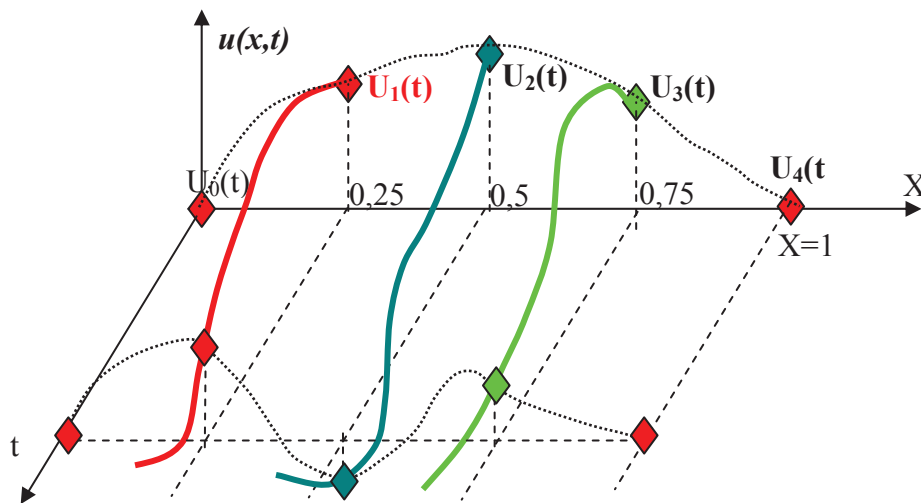 u(x,t)
U₁(t)
U₂(t)
U₃(t)
U₀(t)
U₄(t
X
0,25
0,5
0,75
X=1
t